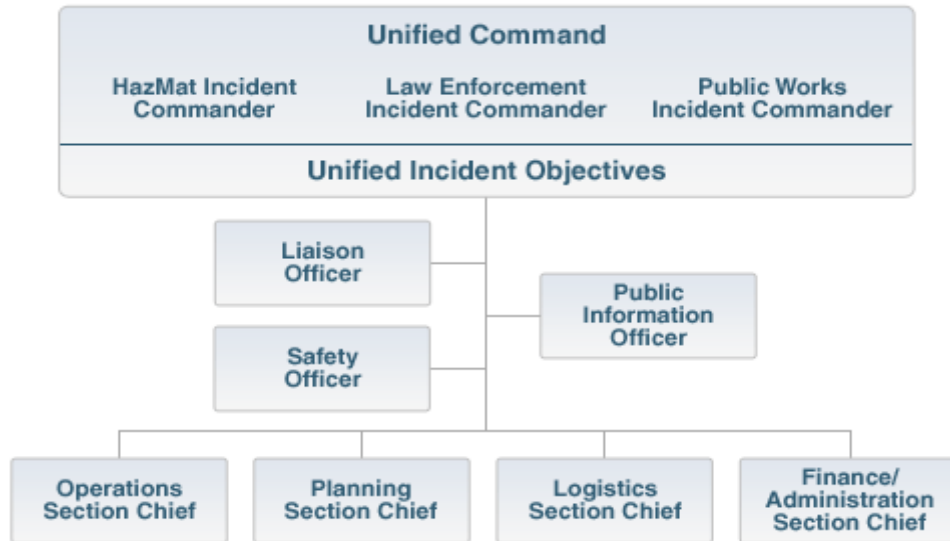 Unified Command
HazMat Incident
Commander
Law Enforcement
Incident Commander
Public Works
Incident Commander
Unified Incident Objectives
Liaison
Officer
Public
Information
Officer
Safety
Officer
Operations
Section Chief
Planning
Section Chief
Logistics
Section Chief
Finance/
Administration
Section Chief